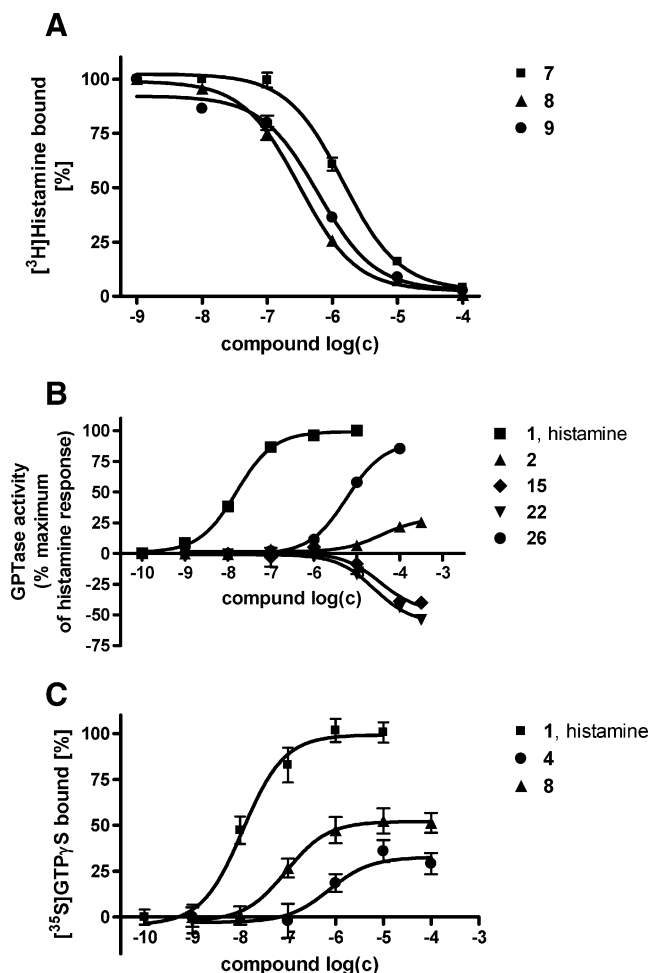 A
[³H]Histamine bound
[%]
100
75
50
25
0
-9 -8 -7 -6 -5 -4
compound log(c)
7
8
9
B
GPTase activity
(% maximum
of histamine response)
100
75
50
25
0
-25
-50
-75
-10 -9 -8 -7 -6 -5 -4 -3
compund log(c)
1, histamine
2
15
22
26
C
[³⁵S]GTPγS bound [%]
100
75
50
25
0
-10 -9 -8 -7 -6 -5 -4 -3
compound log(c)
1, histamine
4
8